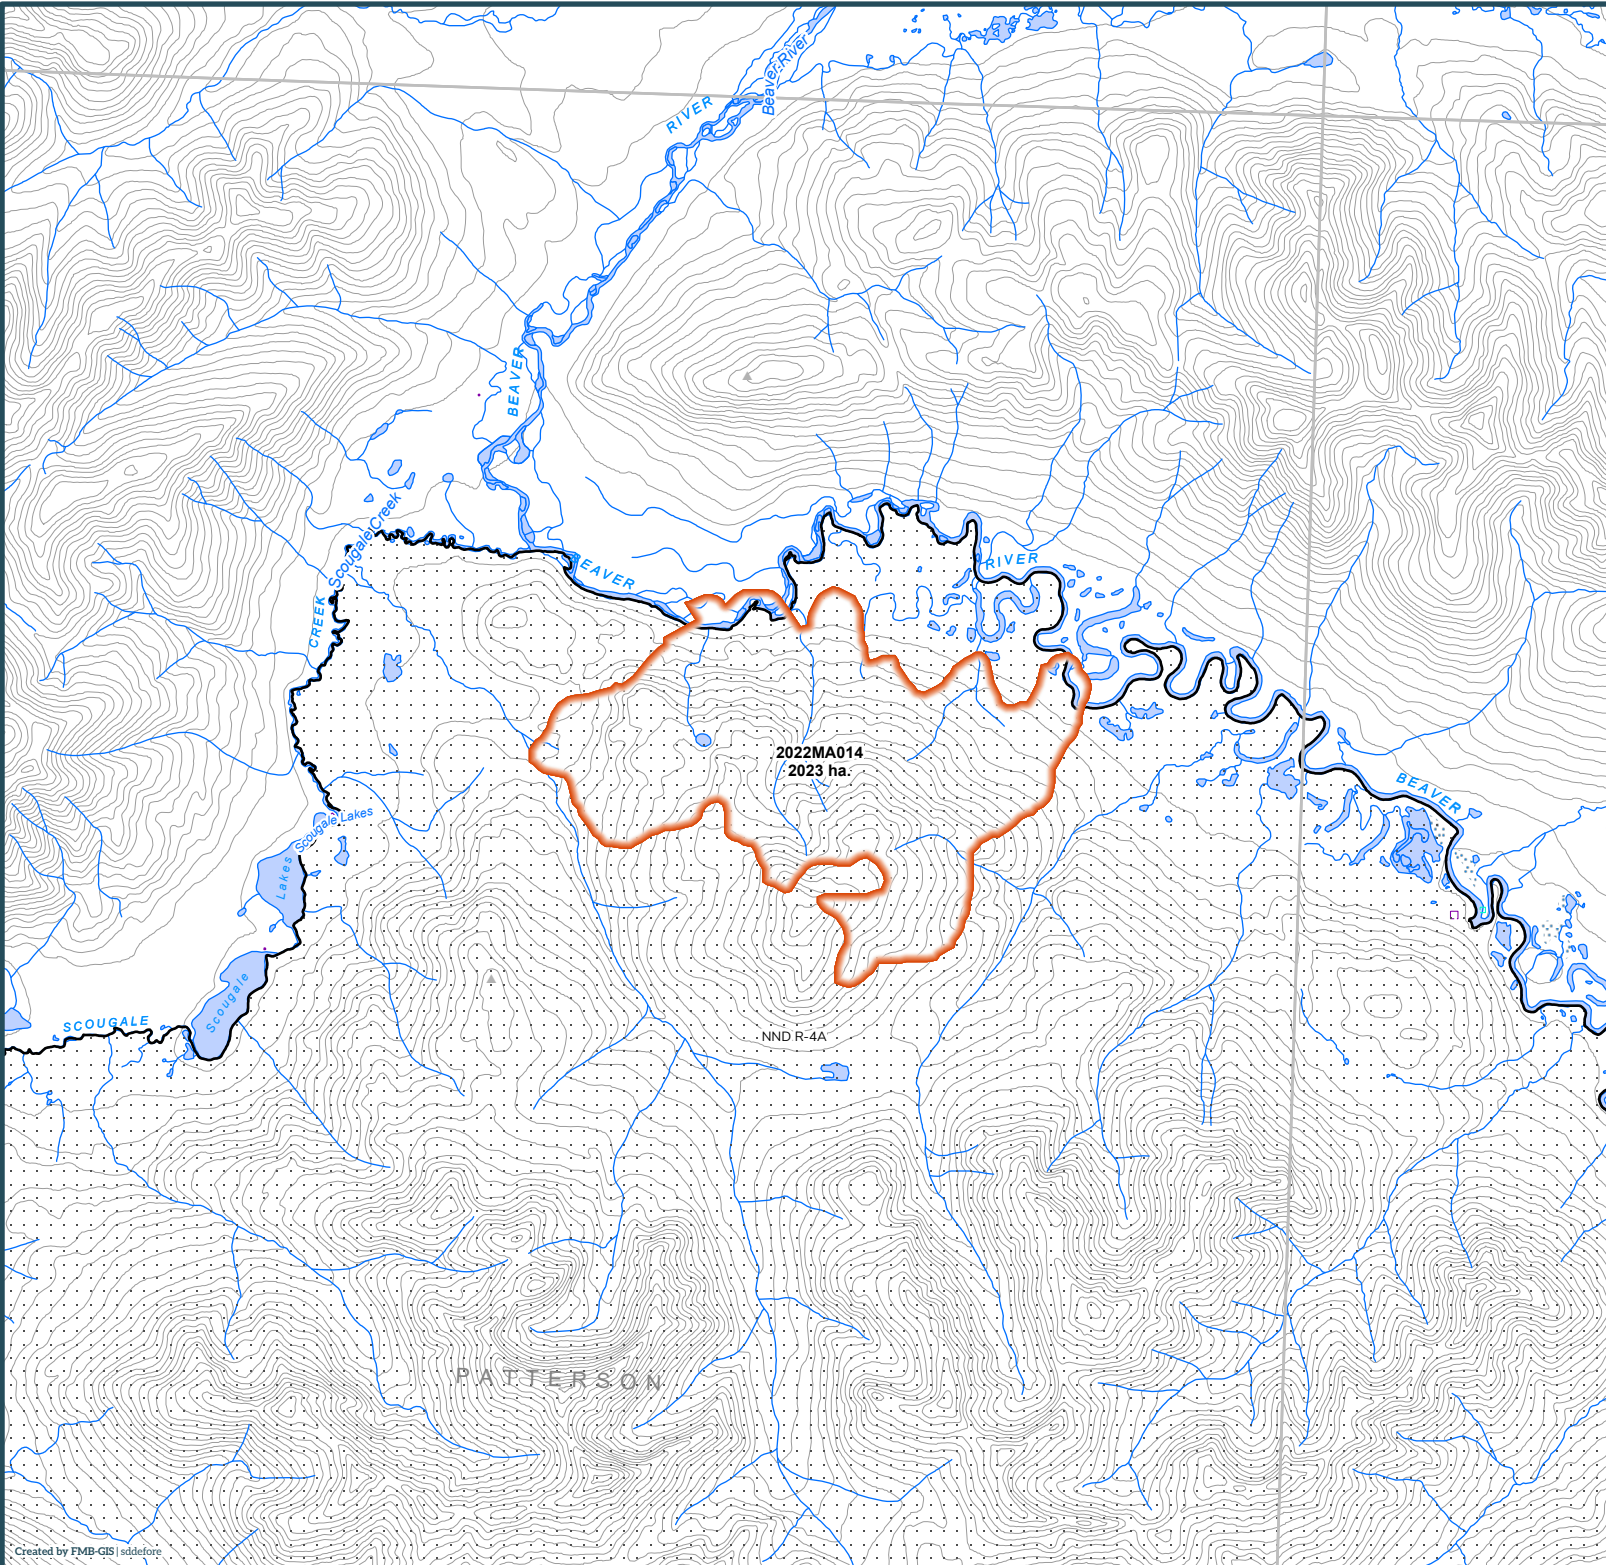 Beaver River
RIVER
BEAVER
Scougale Creek
CREEK
EAVER
RIVER
2022MA014
2023 ha.
BEAVER
Scougale Lakes
Lakes
Scougale
SCOUGALE
NND R-4A
PATTERSON
Created by FMB-GIS | sddefore